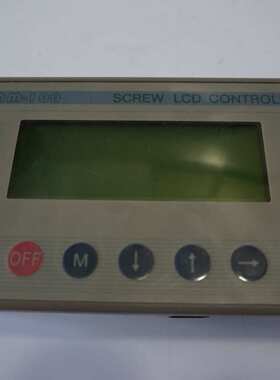 SCREW LCD CONTROL
OFF M ↓ ↑ →